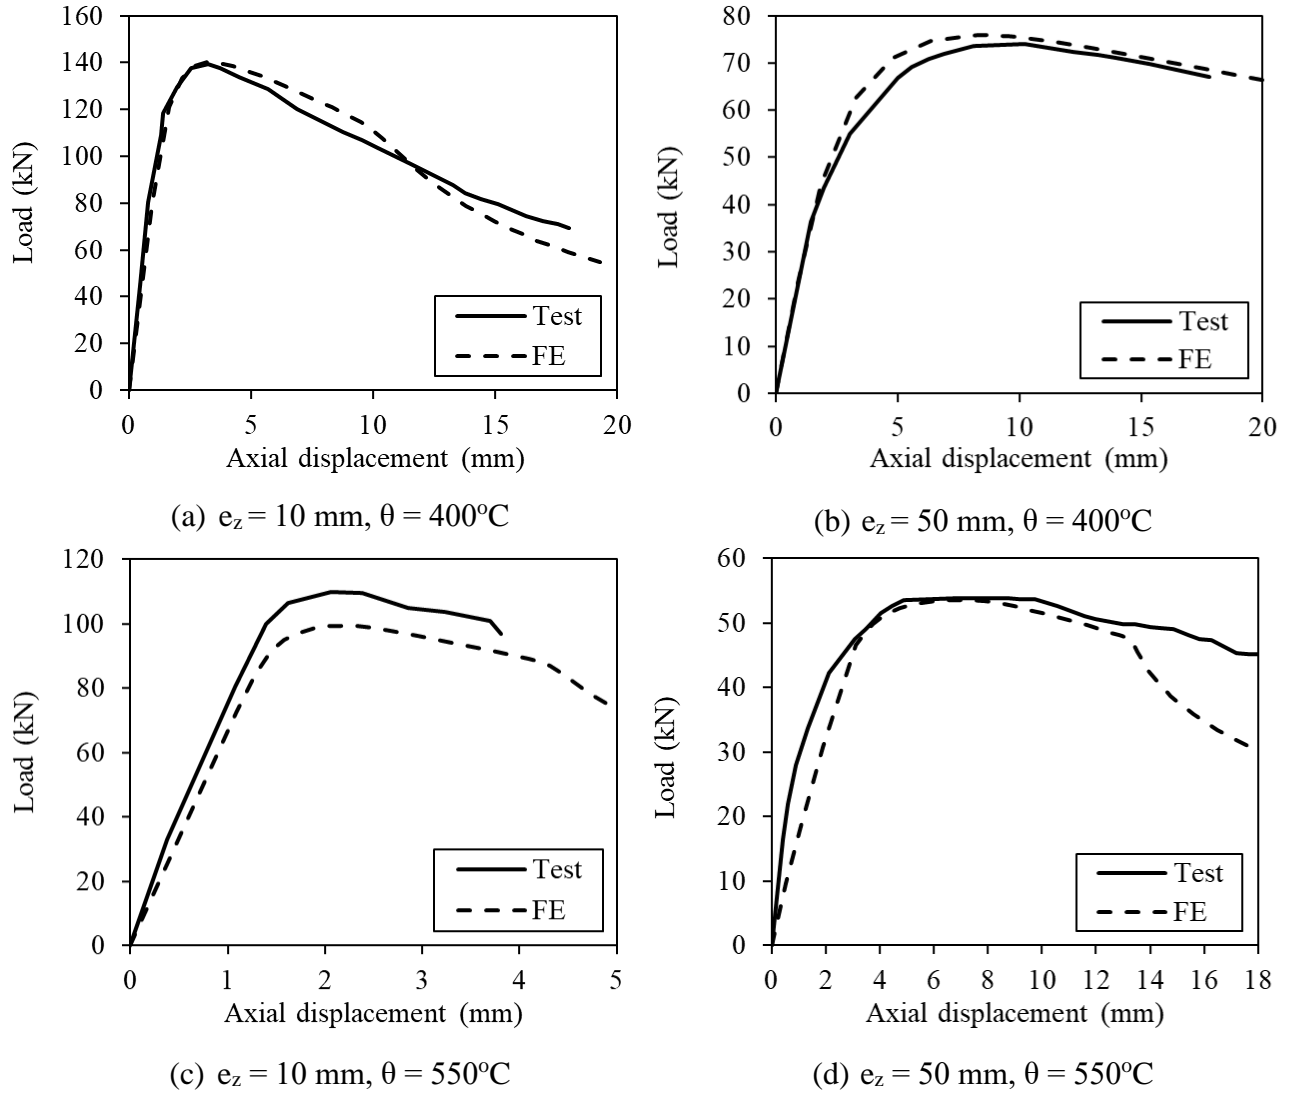 160
140
120
100
80
60
40
20
0
Load (kN)
Test
FE
0 5 10 15 20
Axial displacement (mm)
(a) e_z = 10 mm, θ = 400ºC
80
70
60
50
40
30
20
10
0
Load (kN)
Test
FE
0 5 10 15 20
Axial displacement (mm)
(b) e_z = 50 mm, θ = 400ºC
120
100
80
60
40
20
0
Load (kN)
Test
FE
0 1 2 3 4 5
Axial displacement (mm)
(c) e_z = 10 mm, θ = 550ºC
60
50
40
30
20
10
0
Load (kN)
Test
FE
0 2 4 6 8 10 12 14 16 18
Axial displacement (mm)
(d) e_z = 50 mm, θ = 550ºC